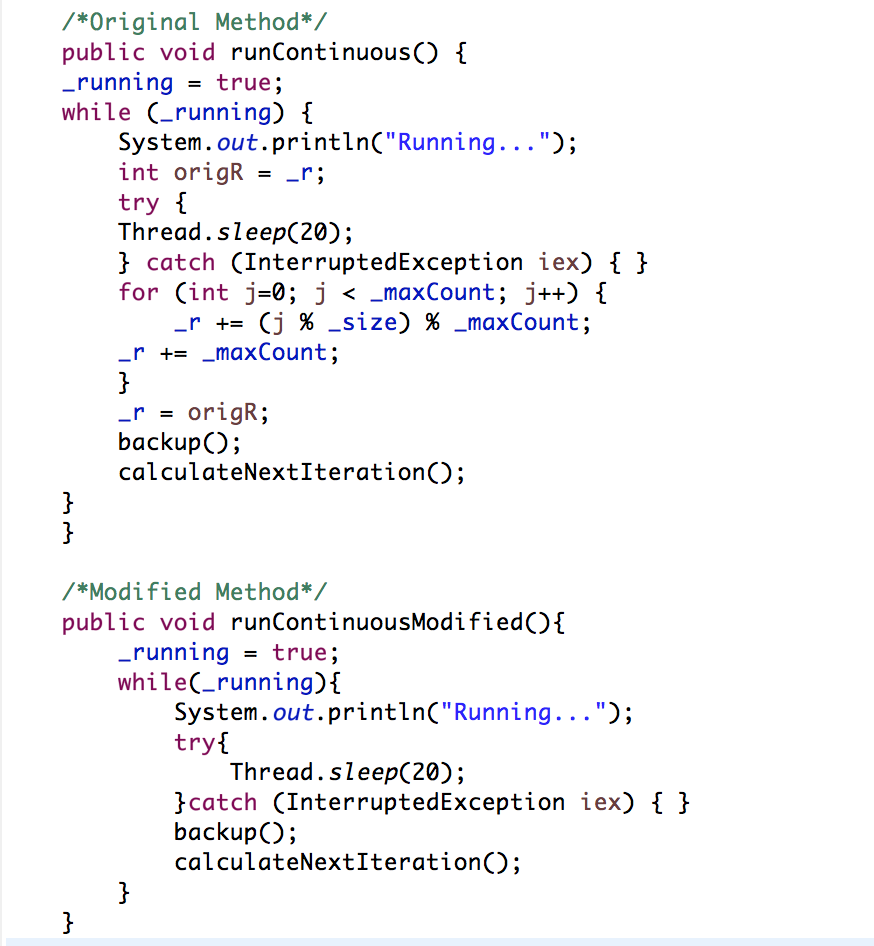 /*Original Method*/
public void runContinuous() {
_running = true;
while (_running) {
    System.out.println("Running...");
    int origR = _r;
    try {
    Thread.sleep(20);
    } catch (InterruptedException iex) { }
    for (int j=0; j < _maxCount; j++) {
        _r += (j % _size) % _maxCount;
    _r += _maxCount;
    }
    _r = origR;
    backup();
    calculateNextIteration();
}
}

/*Modified Method*/
public void runContinuousModified(){
    _running = true;
    while(_running){
        System.out.println("Running...");
        try{
            Thread.sleep(20);
        }catch (InterruptedException iex) { }
        backup();
        calculateNextIteration();
    }
}